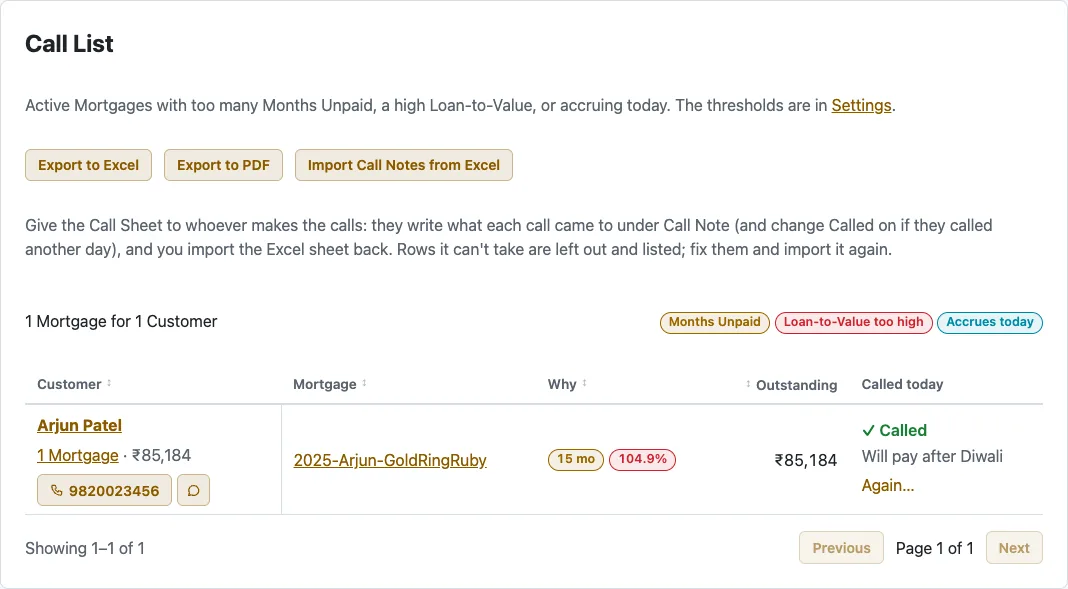 Call List
Active Mortgages with too many Months Unpaid, a high Loan-to-Value, or accruing today. The thresholds are in Settings.
Export to Excel
Export to PDF
Import Call Notes from Excel
Give the Call Sheet to whoever makes the calls: they write what each call came to under Call Note (and change Called on if they called
another day), and you import the Excel sheet back. Rows it can't take are left out and listed; fix them and import it again.
1 Mortgage for 1 Customer
Months Unpaid
Loan-to-Value too high
Accrues today
Customer
Mortgage
Why
Outstanding
Called today
Arjun Patel
1 Mortgage · ₹85,184
9820023456
2025-Arjun-GoldRingRuby
15 mo
104.9%
₹85,184
✓ Called
Will pay after Diwali
Again...
Showing 1–1 of 1
Previous
Page 1 of 1
Next